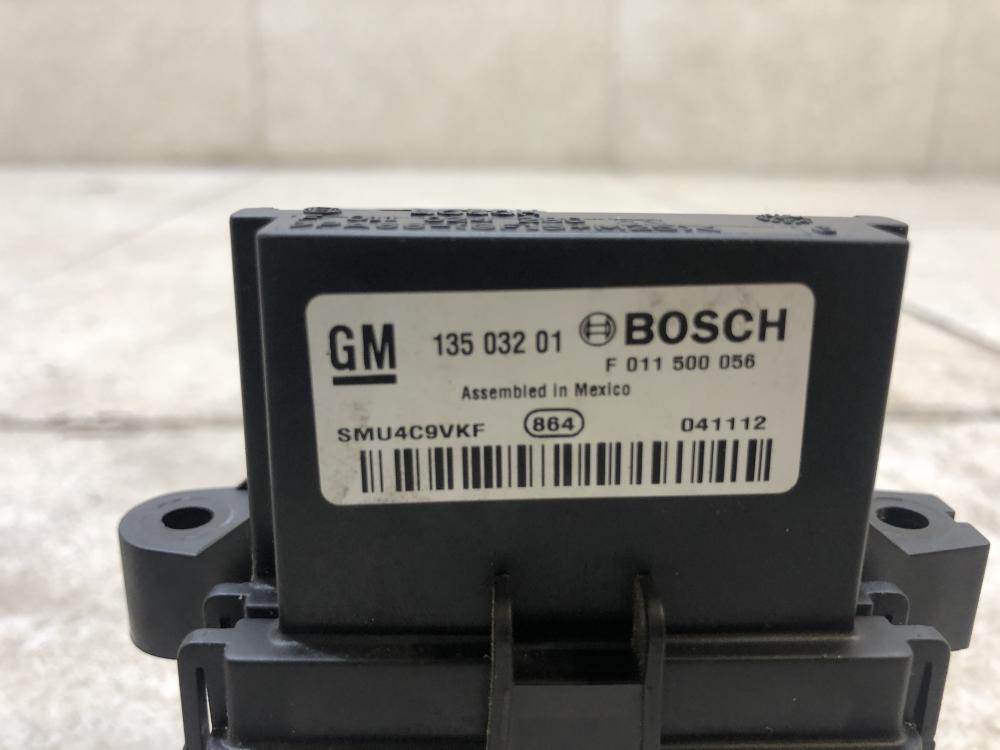 GM 135 032 01 BOSCH
F 011 500 056
Assembled in Mexico
SMU4C9VKF 864 041112